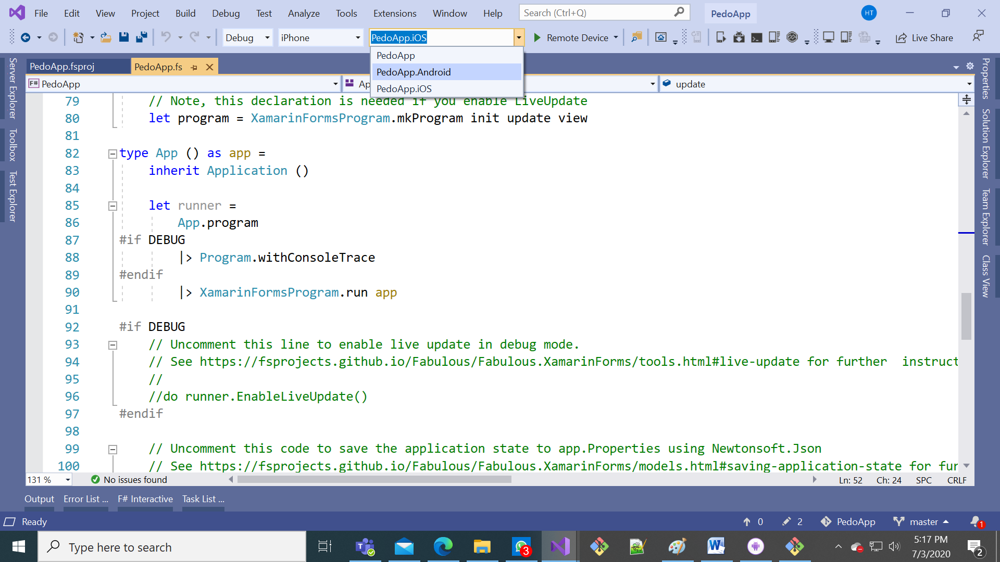 File Edit View Project Build Debug Test Analyze Tools Extensions Window Help Search (Ctrl+Q) PedoApp HT
Debug iPhone PedoApp.iOS Remote Device Live Share
PedoApp
PedoApp.Android
PedoApp.iOS
PedoApp.fsproj PedoApp.fs
F# PedoApp Ap update
79 // Note, this declaration is needed if you enable LiveUpdate
80 let program = XamarinFormsProgram.mkProgram init update view
81
82 type App () as app =
83 inherit Application ()
84
85 let runner =
86 App.program
87 #if DEBUG
88 |> Program.withConsoleTrace
89 #endif
90 |> XamarinFormsProgram.run app
91
92 #if DEBUG
93 // Uncomment this line to enable live update in debug mode.
94 // See https://fsprojects.github.io/Fabulous/Fabulous.XamarinForms/tools.html#live-update for further instruct
95 //
96 //do runner.EnableLiveUpdate()
97 #endif
98
99 // Uncomment this code to save the application state to app.Properties using Newtonsoft.Json
100 // See https://fsprojects.github.io/Fabulous/Fabulous.XamarinForms/models.html#saving-application-state for fur
Server Explorer
Toolbox
Test Explorer
Properties
Solution Explorer
Team Explorer
Class View
131 % No issues found Ln: 52 Ch: 24 SPC CRLF
Output Error List ... F# Interactive Task List ...
Ready 0 2 PedoApp master 1
Type here to search 3 5:17 PM
7/3/2020 2